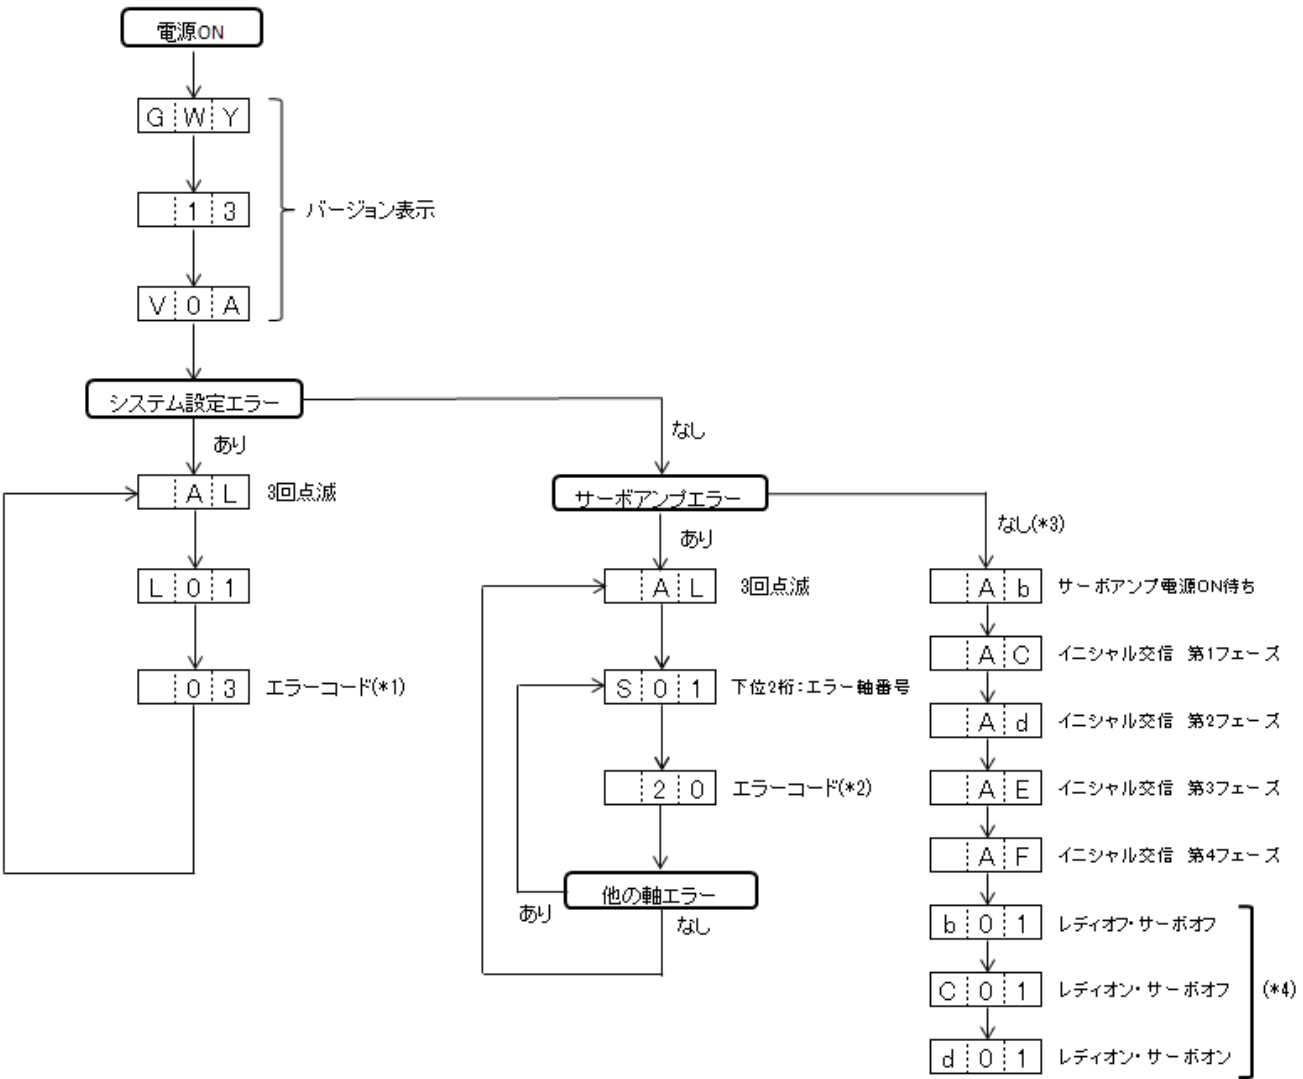 電源ON
G W Y
1 3
バージョン表示
V 0 A
システム設定エラー
なし
あり
A L 3回点滅
サーボアンプエラー
なし(*3)
あり
L 0 1
A L 3回点滅
A b サーボアンプ電源ON待ち
A C イニシャル交信 第1フェーズ
0 3 エラーコード(*1)
S 0 1 下位2桁:エラー軸番号
A d イニシャル交信 第2フェーズ
2 0 エラーコード(*2)
A E イニシャル交信 第3フェーズ
A F イニシャル交信 第4フェーズ
他の軸エラー
あり
なし
b 0 1 レディオフ・サーボオフ
C 0 1 レディオン・サーボオフ
(*4)
d 0 1 レディオン・サーボオン